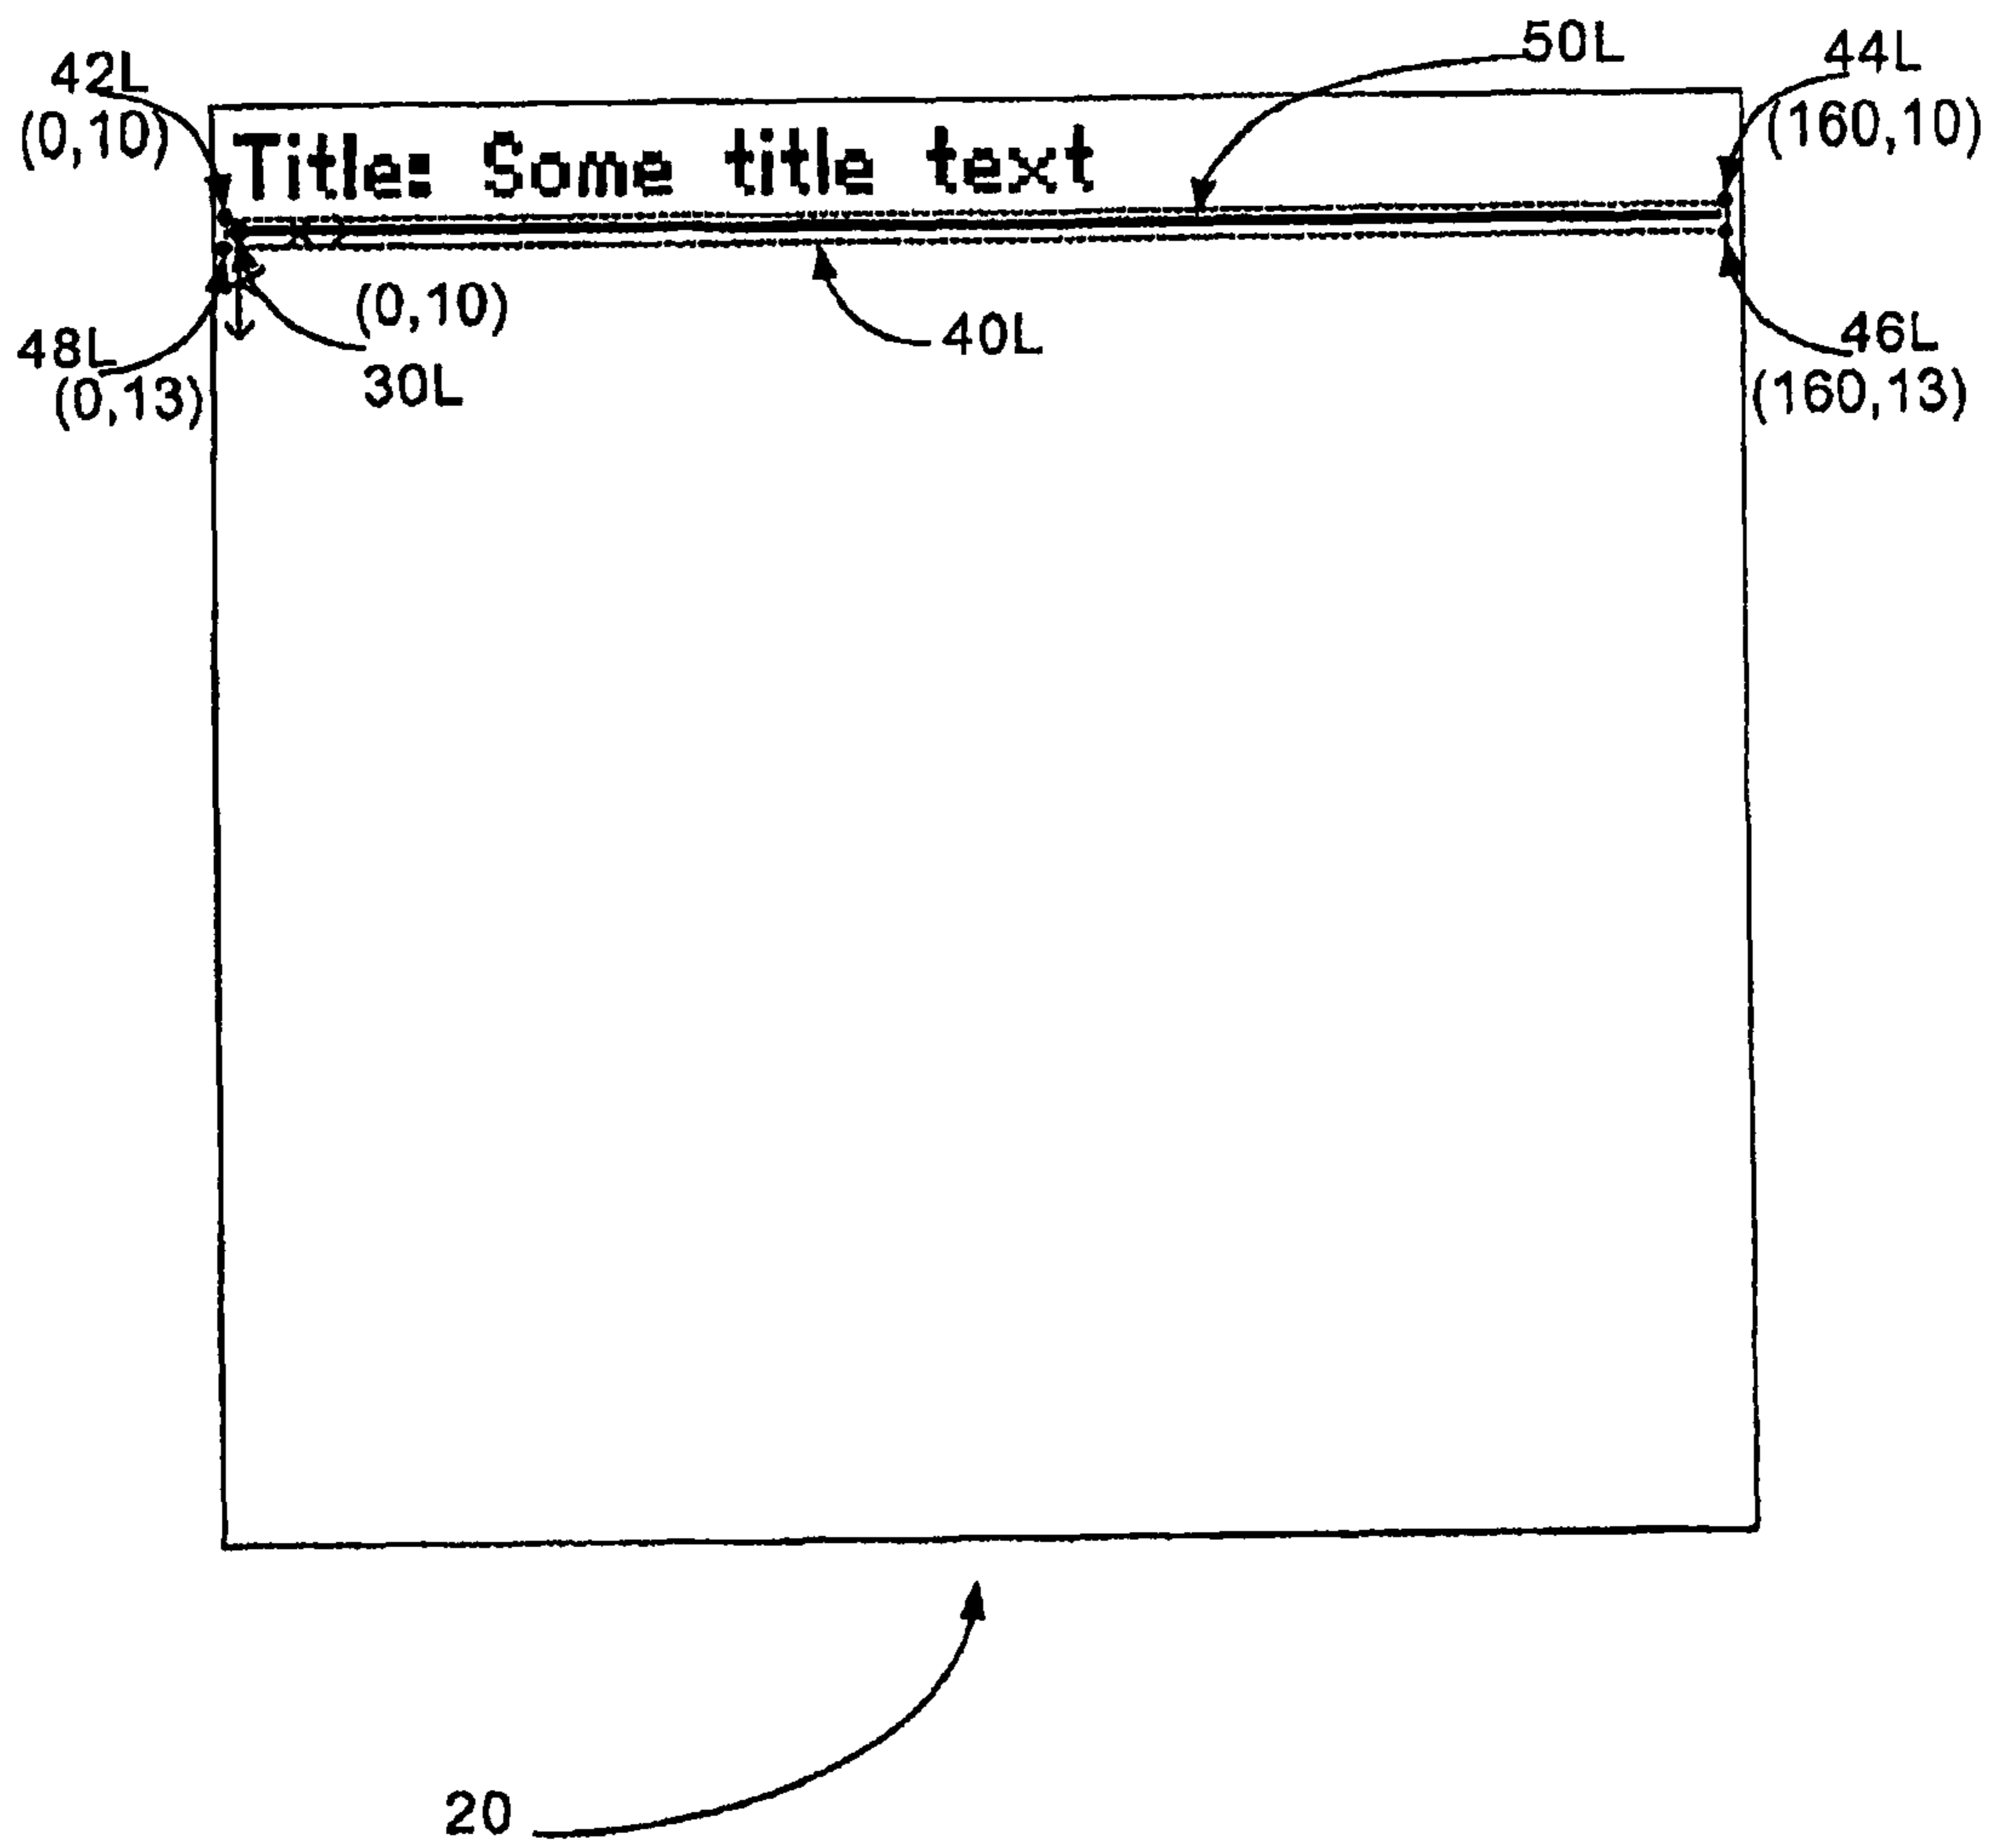 50L
44L
(160,10)
42L
(0,10)
Title: Some title text
(0,10)
30L
40L
48L
(0,13)
46L
(160,13)
20